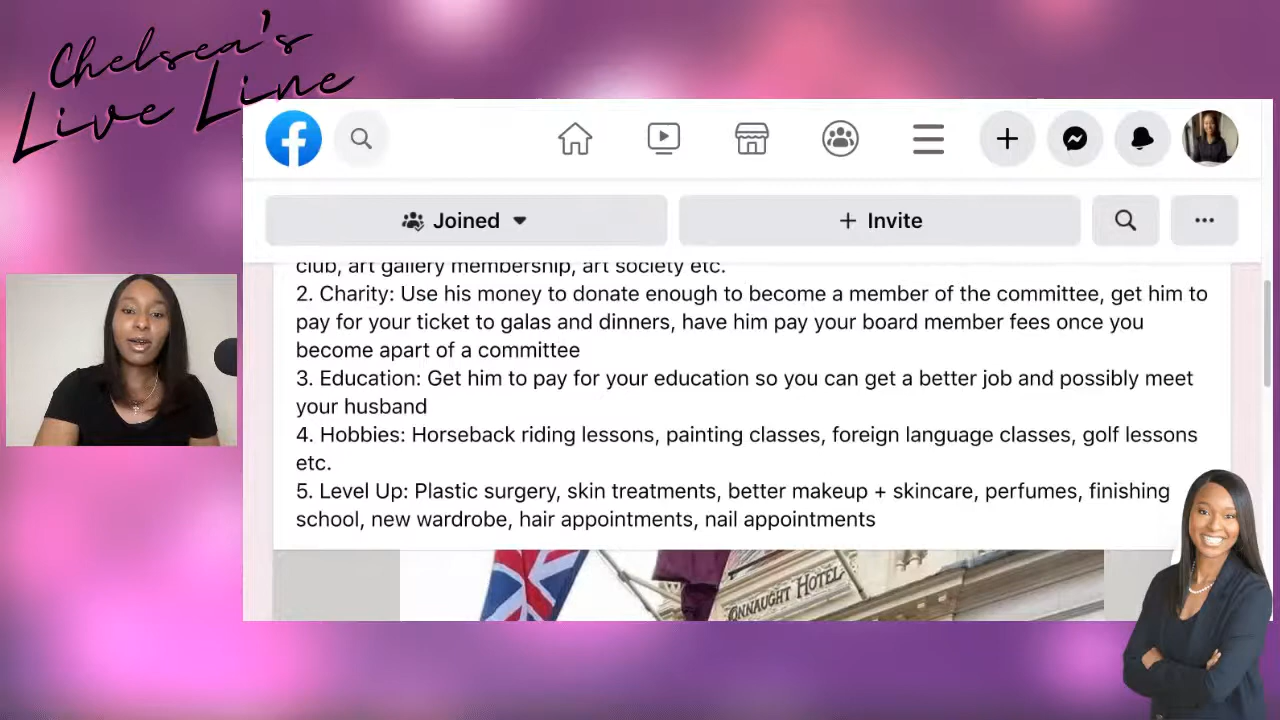 Chelsea's
Live Line
Joined
+ Invite
club, art gallery membership, art society etc.
2. Charity: Use his money to donate enough to become a member of the committee, get him to
pay for your ticket to galas and dinners, have him pay your board member fees once you
become apart of a committee
3. Education: Get him to pay for your education so you can get a better job and possibly meet
your husband
4. Hobbies: Horseback riding lessons, painting classes, foreign language classes, golf lessons
etc.
5. Level Up: Plastic surgery, skin treatments, better makeup + skincare, perfumes, finishing
school, new wardrobe, hair appointments, nail appointments
ONNAUGHT HOTEL